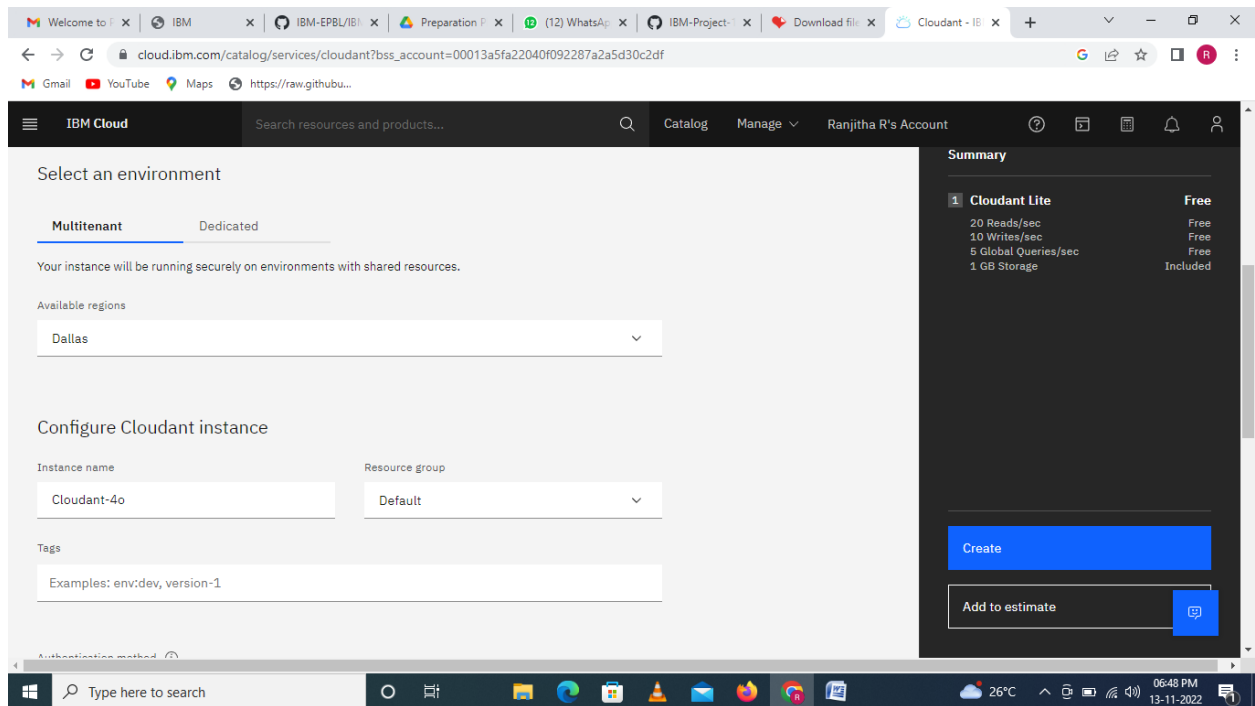 Welcome to P
IBM
IBM-EPBL/IBM
Preparation P
(12) WhatsAp
IBM-Project-1
Download file
Cloudant - IB
cloud.ibm.com/catalog/services/cloudant?bss_account=00013a5fa22040f092287a2a5d30c2df
R
Gmail YouTube Maps https://raw.githubu...
IBM Cloud
Search resources and products...
Catalog Manage Ranjitha R's Account
Select an environment
Multitenant Dedicated
Your instance will be running securely on environments with shared resources.
Available regions
Dallas
Configure Cloudant instance
Instance name Resource group
Cloudant-4o Default
Tags
Examples: env:dev, version-1
Authentication method
Summary
1 Cloudant Lite Free
20 Reads/sec Free
10 Writes/sec Free
5 Global Queries/sec Free
1 GB Storage Included
Create
Add to estimate
Type here to search
26°C
06:48 PM
13-11-2022